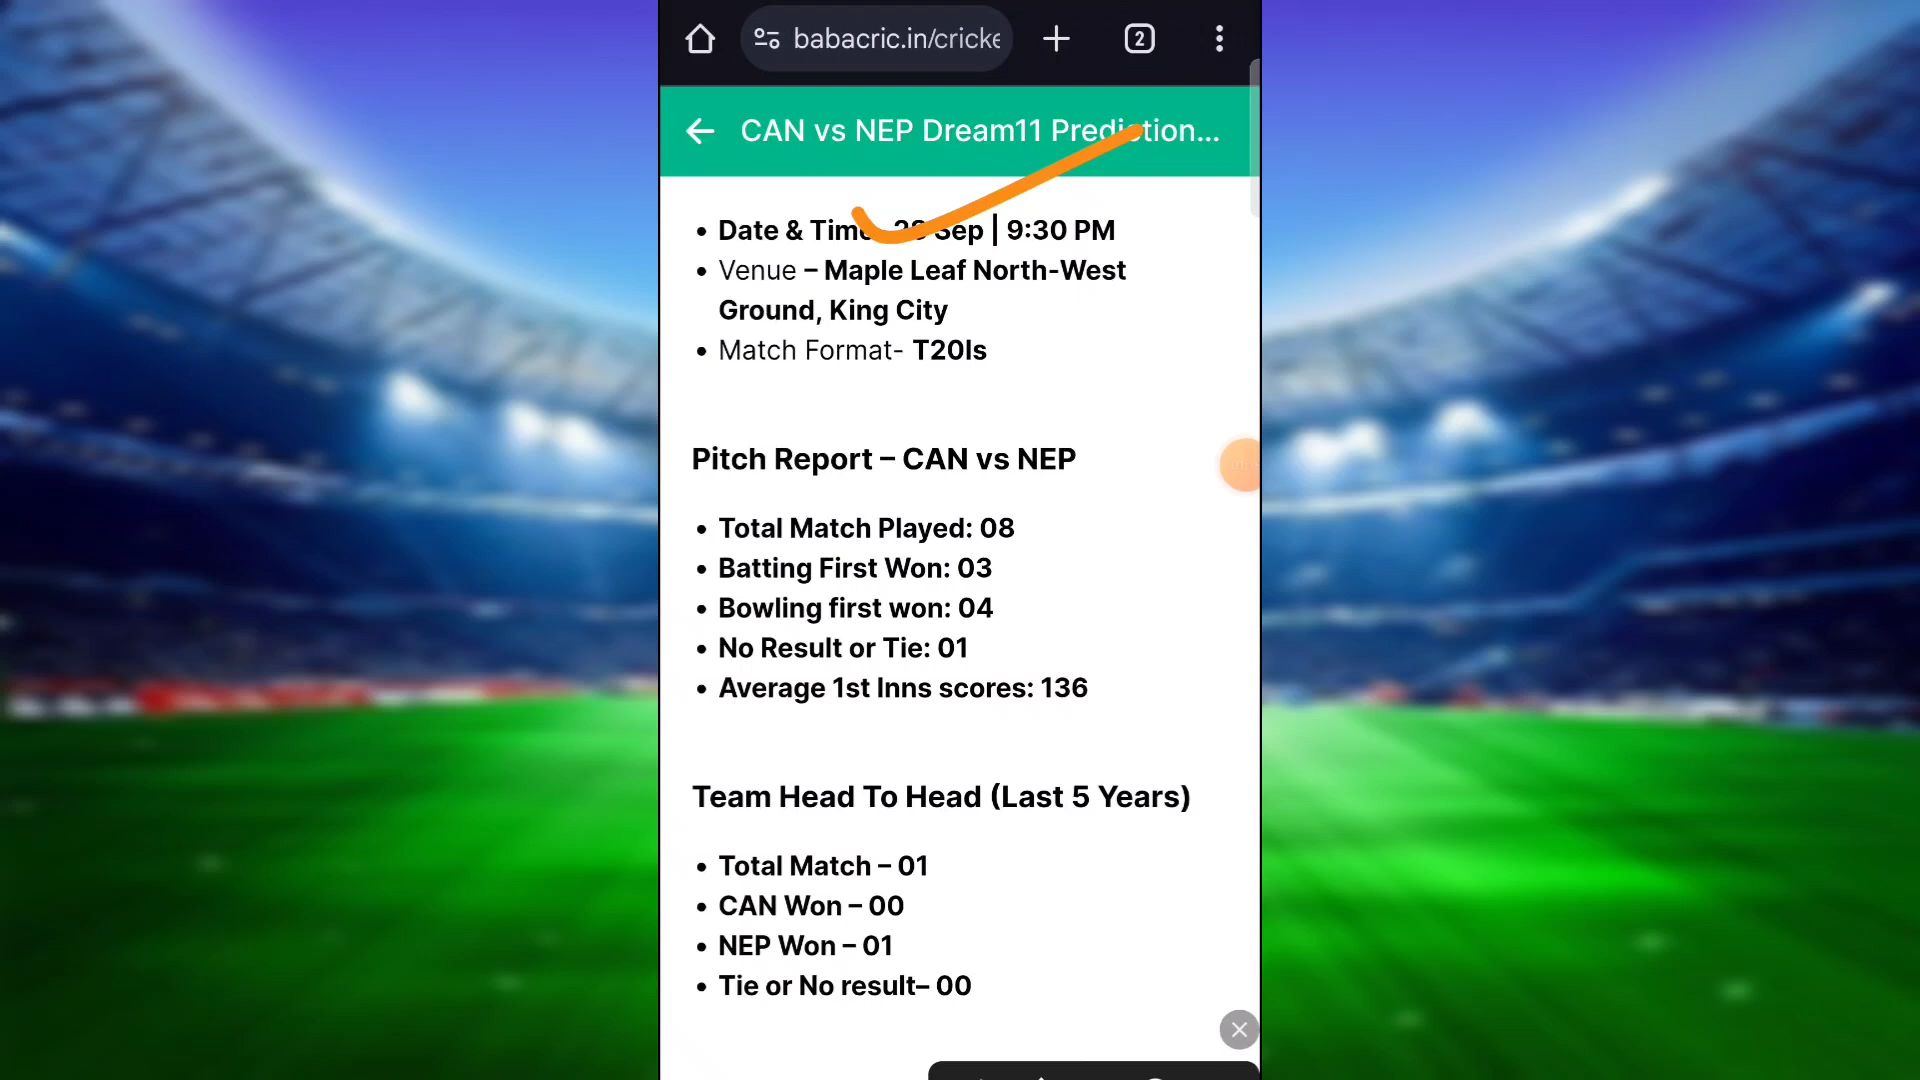 babacric.in/cricke
2
CAN vs NEP Dream11 Prediction...
Date & Time 28 Sep | 9:30 PM
Venue – Maple Leaf North-West
Ground, King City
Match Format- T20Is
Pitch Report – CAN vs NEP
Total Match Played: 08
Batting First Won: 03
Bowling first won: 04
No Result or Tie: 01
Average 1st Inns scores: 136
Team Head To Head (Last 5 Years)
Total Match – 01
CAN Won – 00
NEP Won – 01
Tie or No result– 00